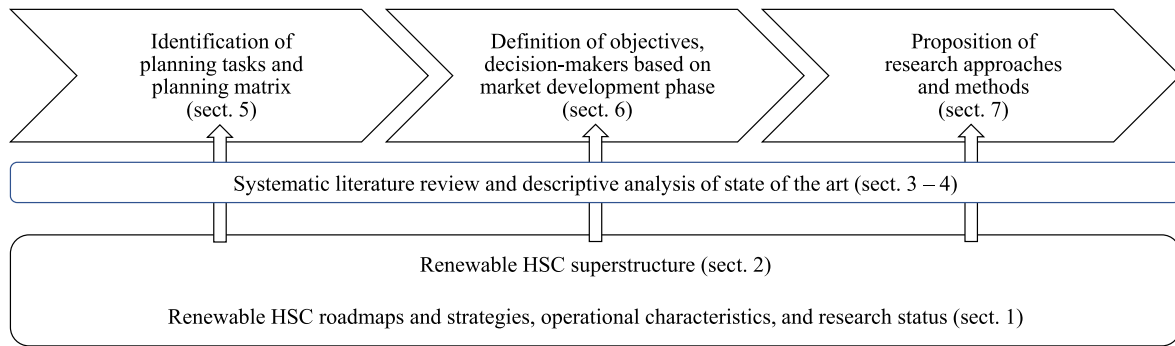 Identification of
planning tasks and
planning matrix
(sect. 5)
Definition of objectives,
decision-makers based on
market development phase
(sect. 6)
Proposition of
research approaches
and methods
(sect. 7)
Systematic literature review and descriptive analysis of state of the art (sect. 3 – 4)
Renewable HSC superstructure (sect. 2)
Renewable HSC roadmaps and strategies, operational characteristics, and research status (sect. 1)